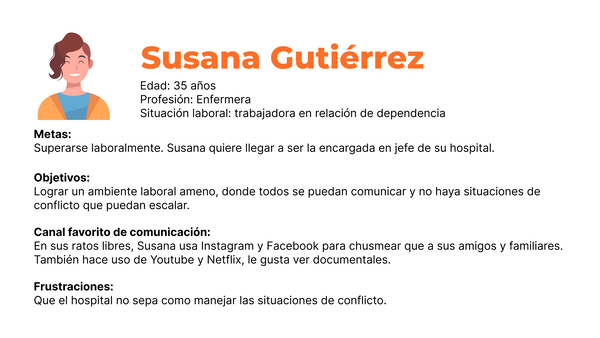 Susana Gutiérrez
Edad: 35 años
Profesión: Enfermera
Situación laboral: trabajadora en relación de dependencia
Metas:
Superarse laboralmente. Susana quiere llegar a ser la encargada en jefe de su hospital.
Objetivos:
Lograr un ambiente laboral ameno, donde todos se puedan comunicar y no haya situaciones de
conflicto que puedan escalar.
Canal favorito de comunicación:
En sus ratos libres, Susana usa Instagram y Facebook para chusmear que a sus amigos y familiares.
También hace uso de Youtube y Netflix, le gusta ver documentales.
Frustraciones:
Que el hospital no sepa como manejar las situaciones de conflicto.